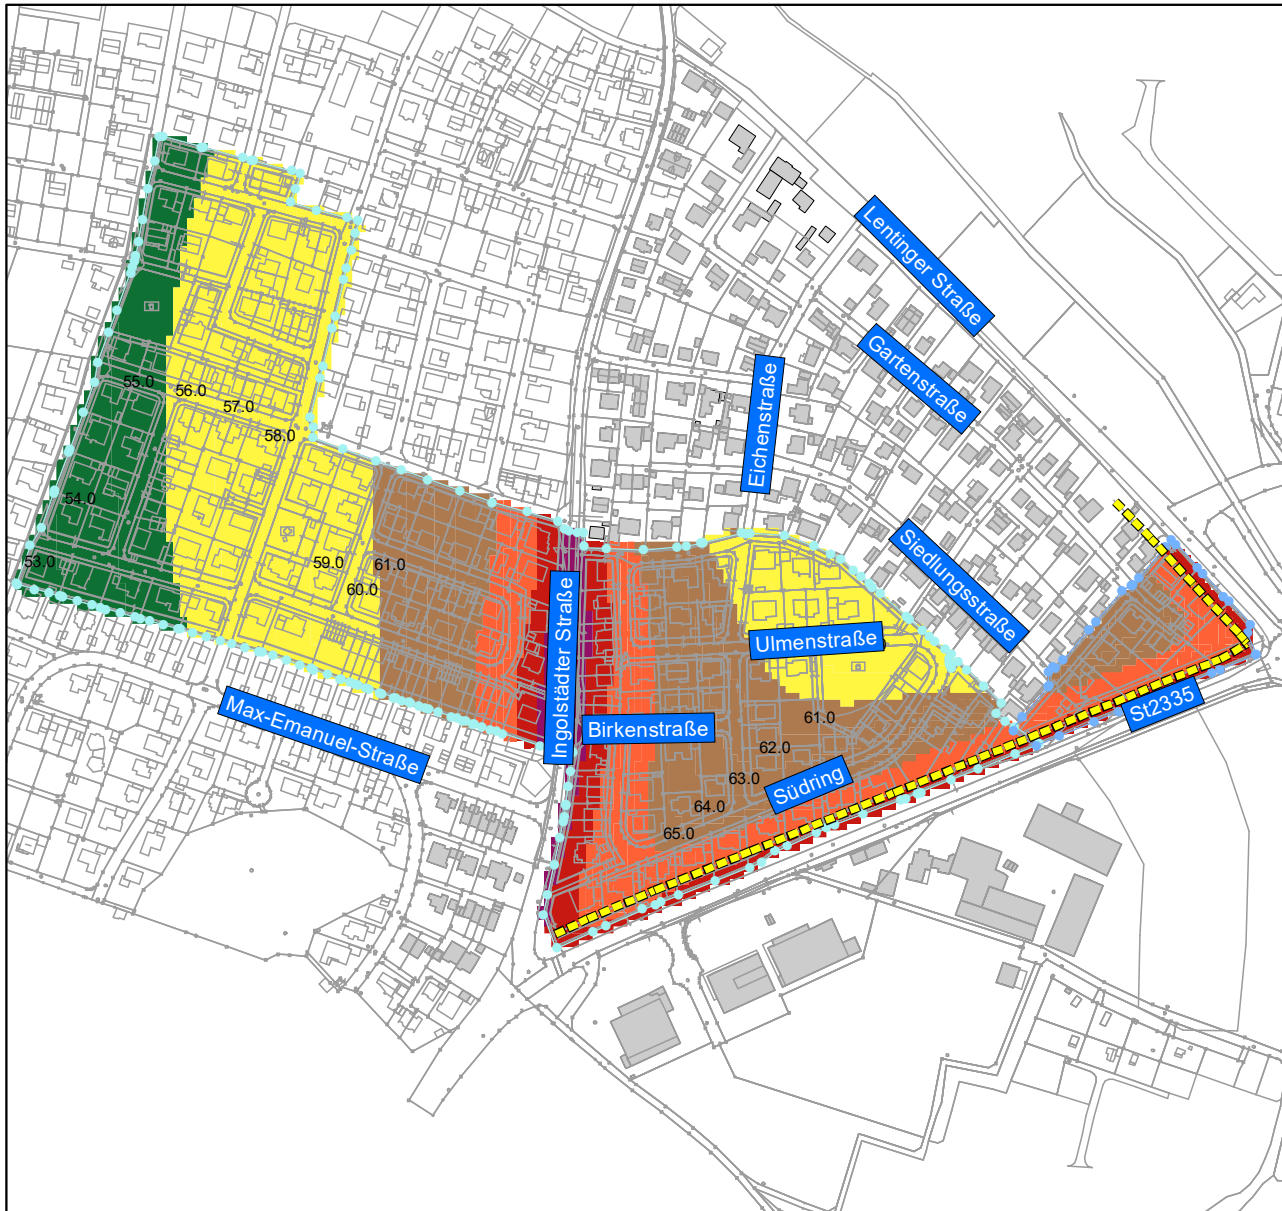 Lentinger Straße
Gartenstraße
Eichenstraße
55.0
56.0
57.0
58.0
54.0
Siedlungsstraße
53.0
59.0
61.0
60.0
Ulmenstraße
Ingolstädter Straße
Max-Emanuel-Straße
Birkenstraße
St2335
61.0
62.0
63.0
Südring
64.0
65.0